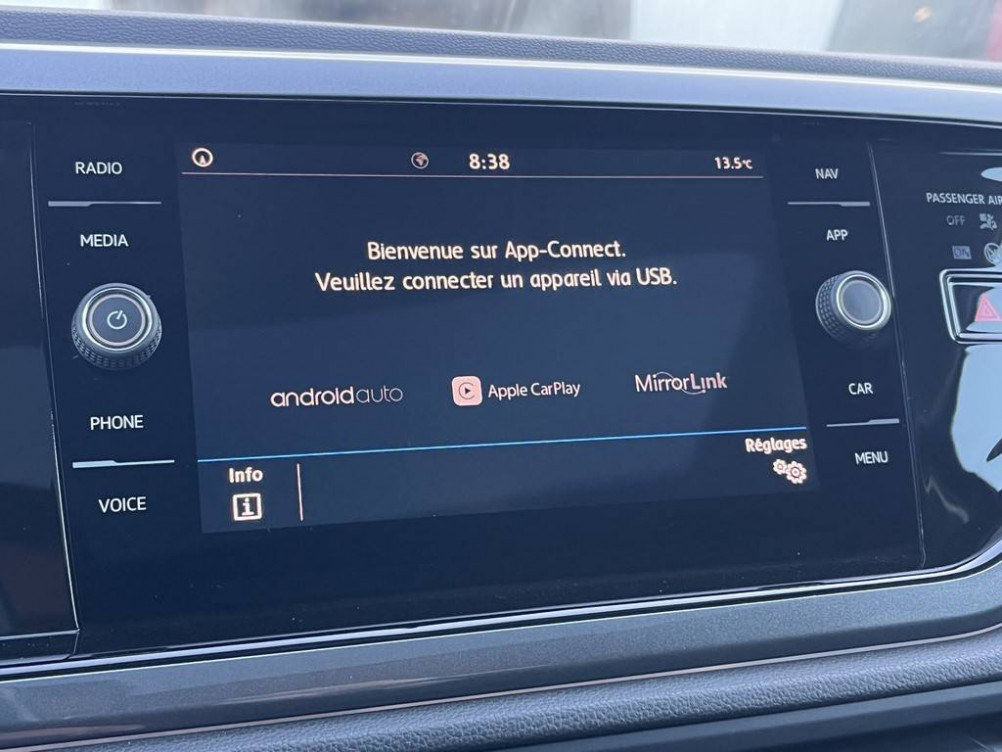 RADIO
MEDIA
PHONE
VOICE
8:38
13.5°C
Bienvenue sur App-Connect.
Veuillez connecter un appareil via USB.
androidauto
Apple CarPlay
MirrorLink
Info
i
Réglages
NAV
APP
CAR
MENU
PASSENGER AIR
OFF